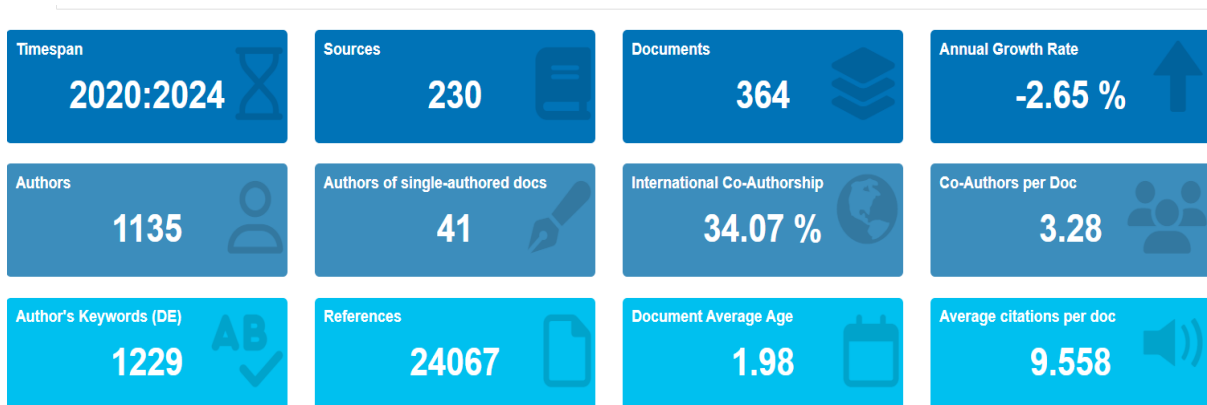 Timespan
2020:2024
Sources
230
Documents
364
Annual Growth Rate
-2.65 %
Authors
1135
Authors of single-authored docs
41
International Co-Authorship
34.07 %
Co-Authors per Doc
3.28
Author's Keywords (DE)
1229
AB
References
24067
Document Average Age
1.98
Average citations per doc
9.558